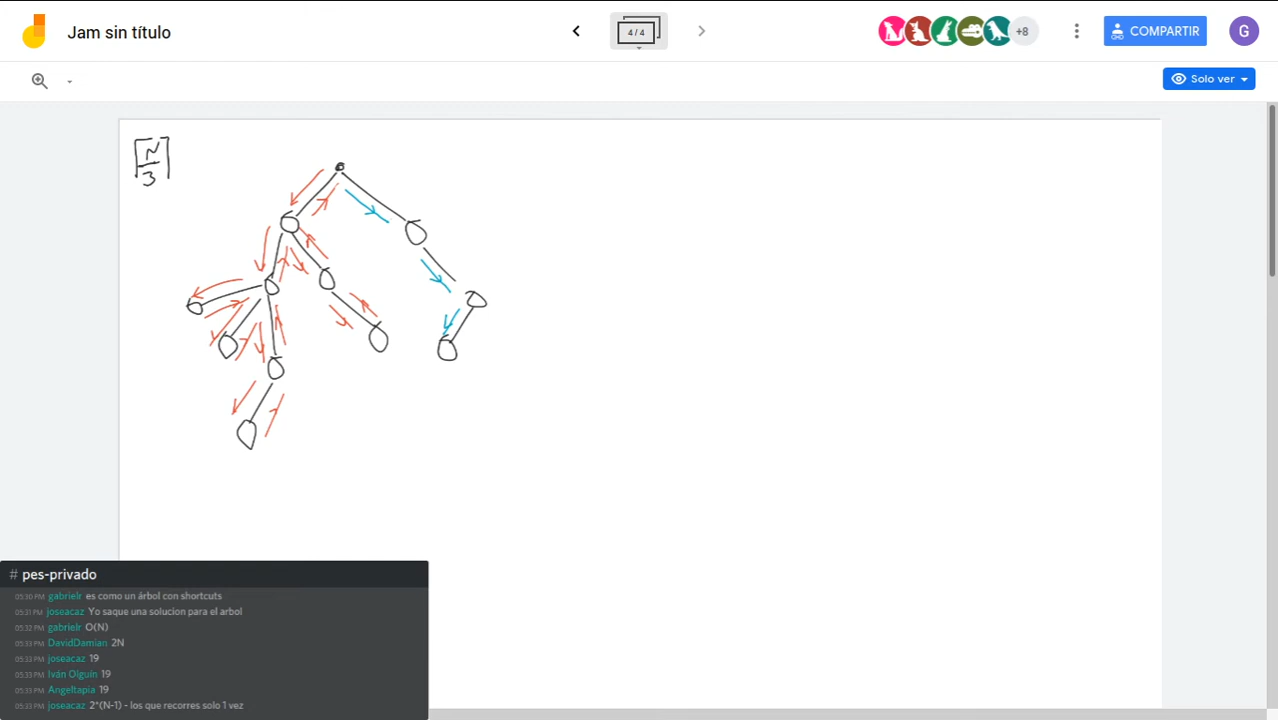 Jam sin título
4 / 4
+8
COMPARTIR
G
Solo ver
N
3
# pes-privado
05:30 PM gabrielr es como un árbol con shortcuts
05:31 PM joseacaz Yo saque una solucion para el arbol
05:32 PM gabrielr O(N)
05:33 PM DavidDamian 2N
05:33 PM joseacaz 19
05:33 PM Iván Olguín 19
05:33 PM Angeltapia 19
05:33 PM joseacaz 2*(N-1) - los que recorres solo 1 vez